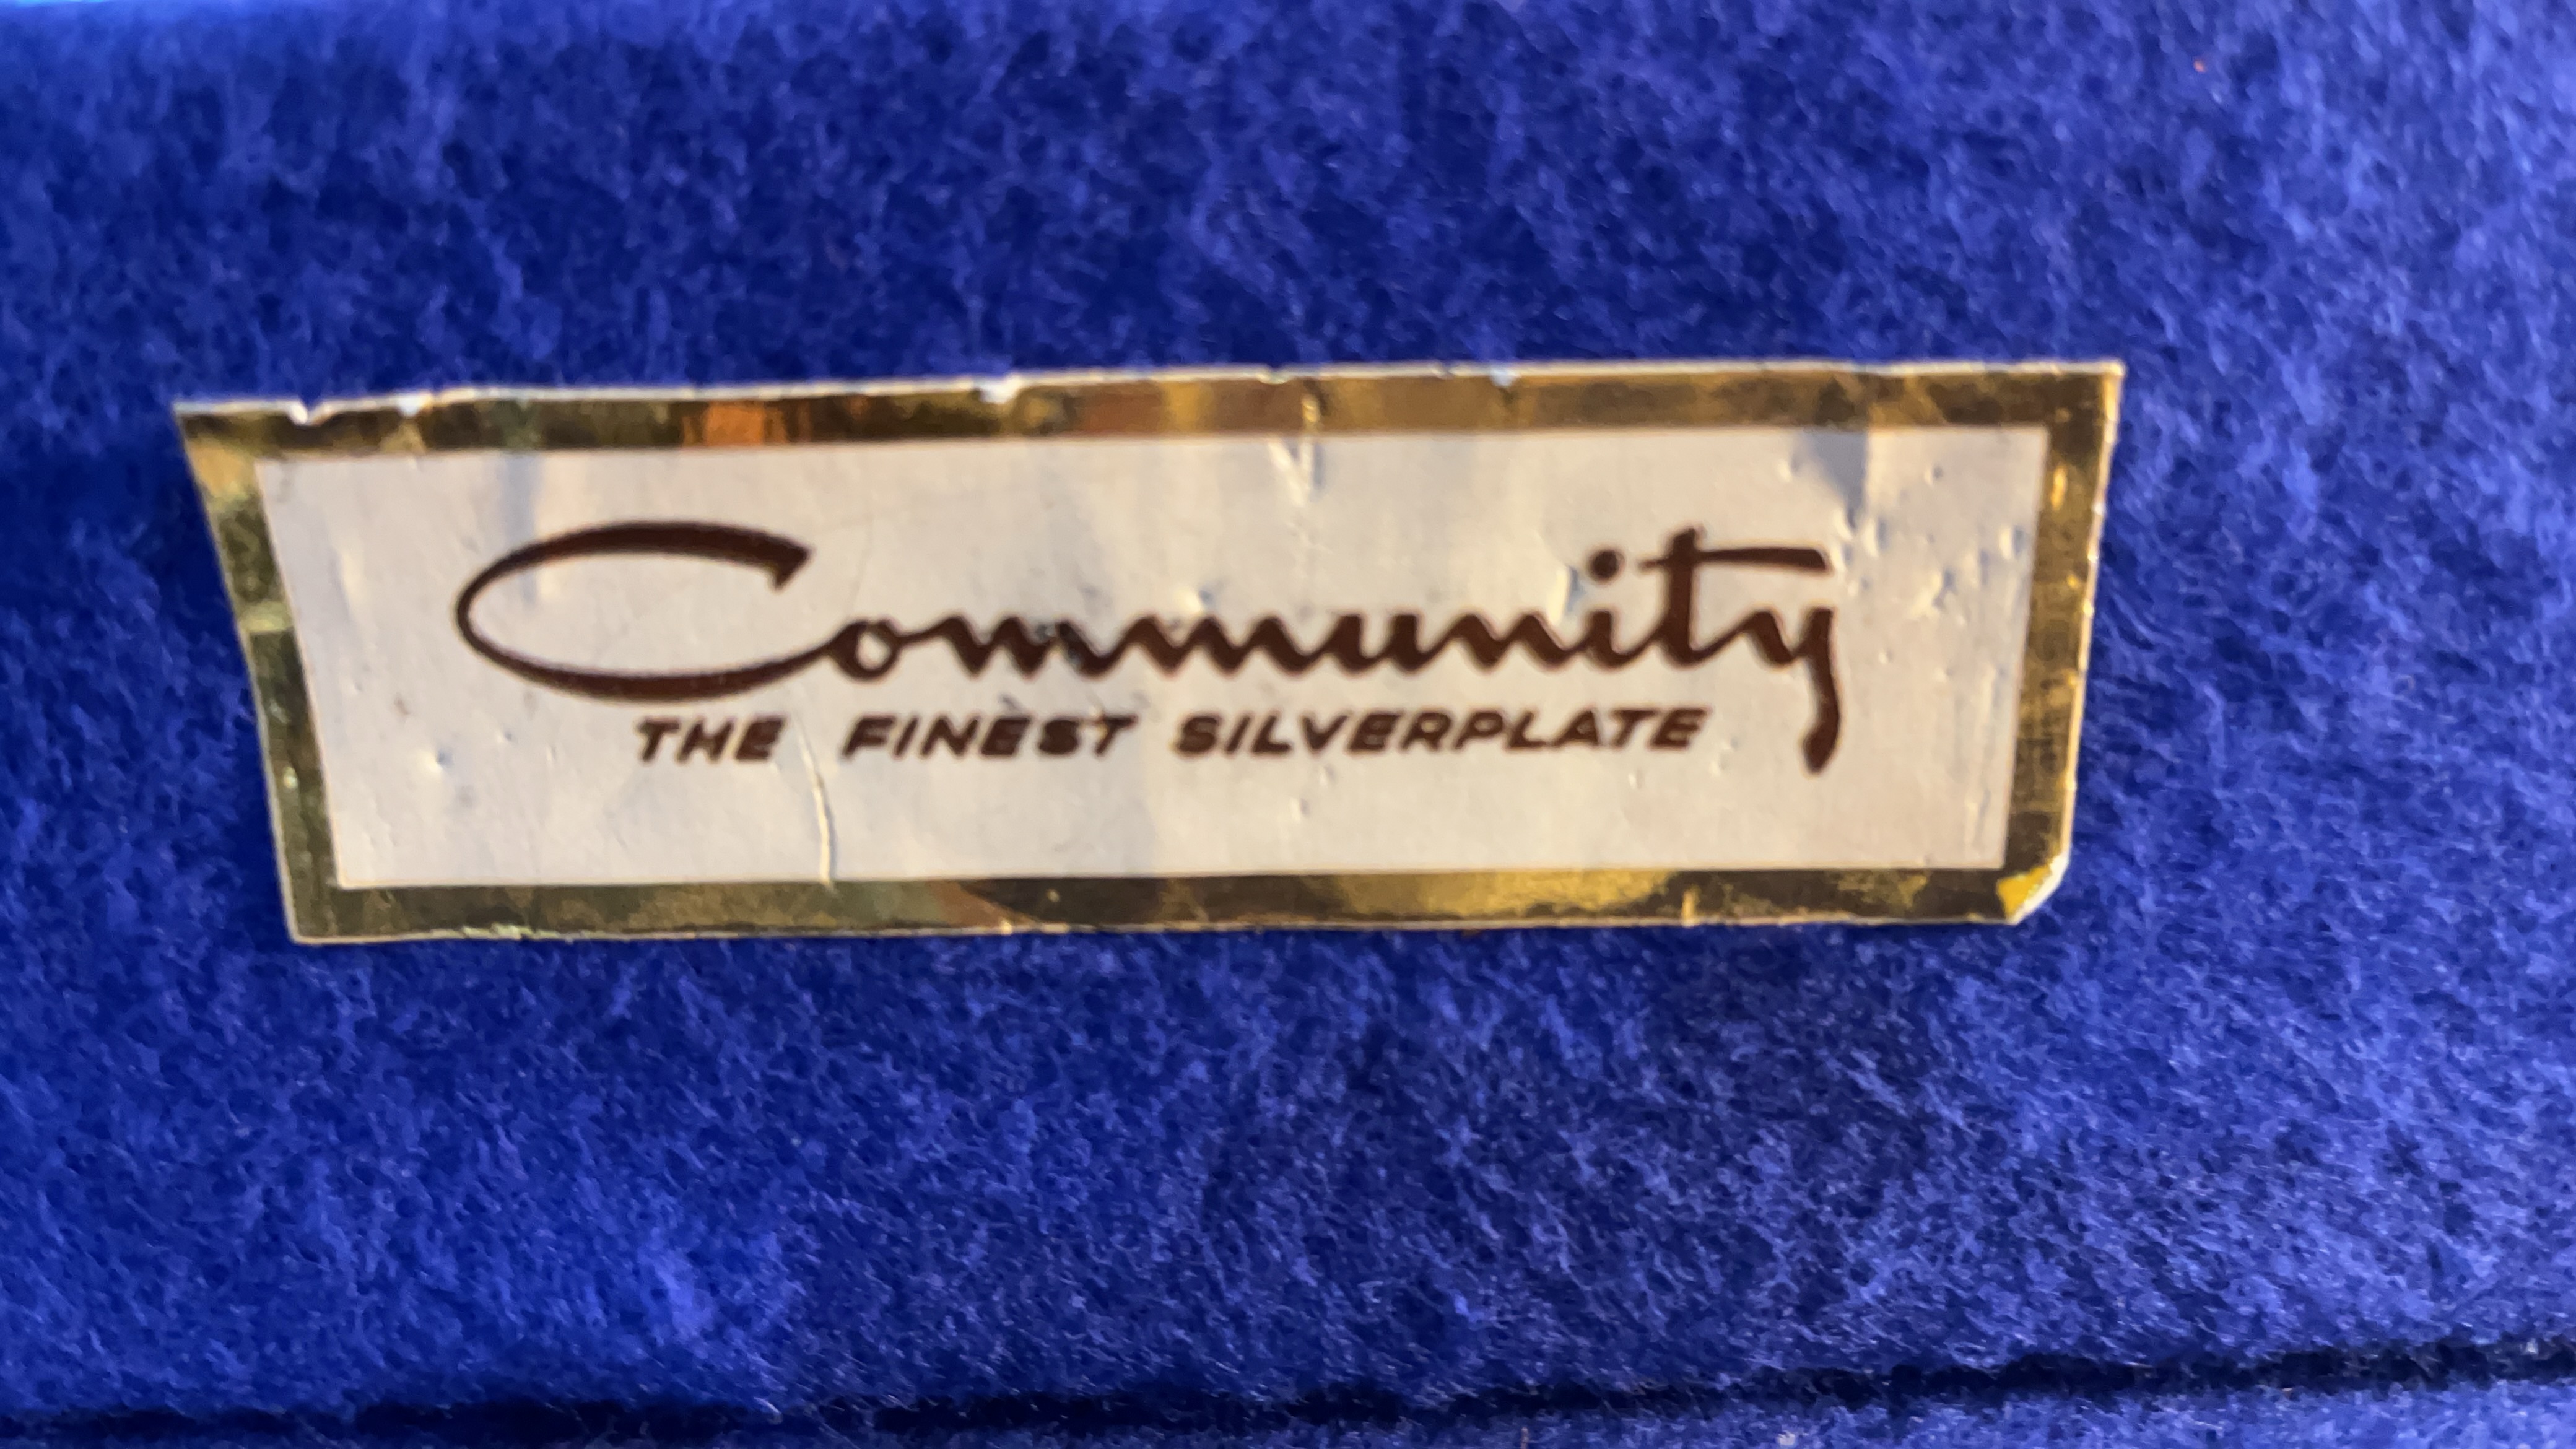 Community
THE FINEST SILVERPLATE